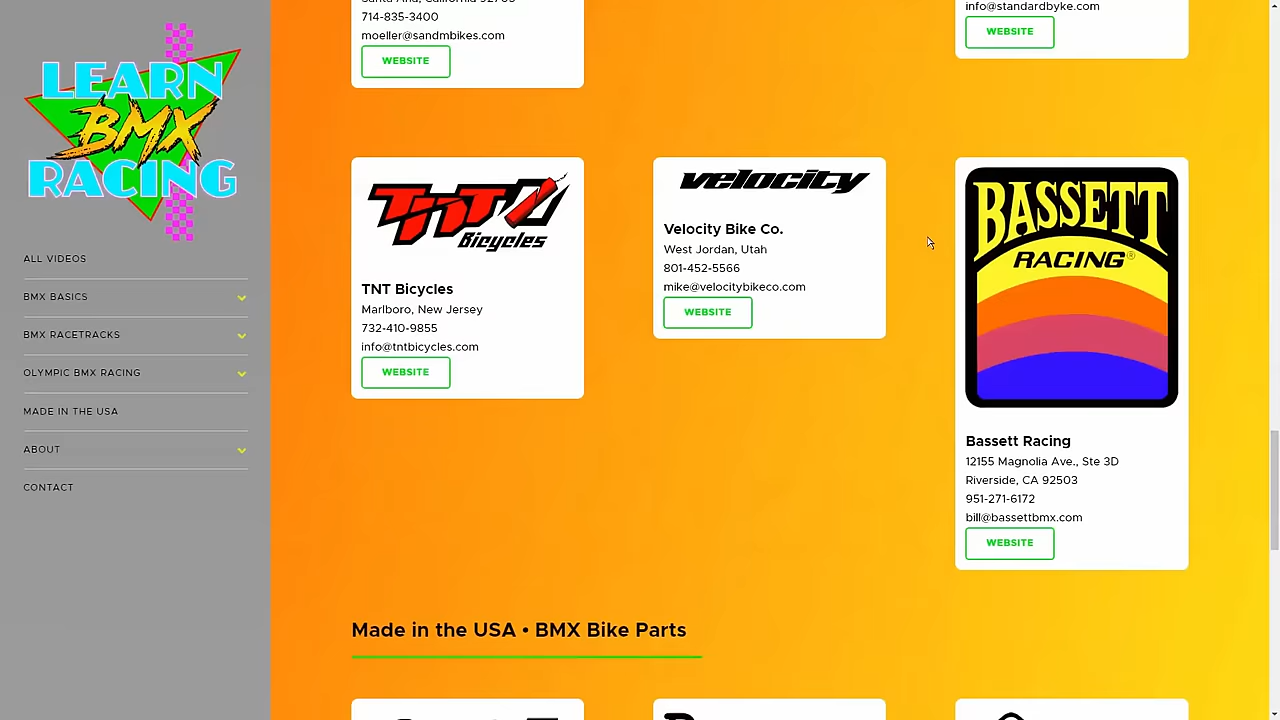 LEARN
BMX
RACING
ALL VIDEOS
BMX BASICS
BMX RACETRACKS
OLYMPIC BMX RACING
MADE IN THE USA
ABOUT
CONTACT
714-835-3400
moeller@sandmbikes.com
WEBSITE
info@standardbyke.com
WEBSITE
TNT
Bicycles
TNT Bicycles
Marlboro, New Jersey
732-410-9855
info@tntbicycles.com
WEBSITE
velocity
Velocity Bike Co.
West Jordan, Utah
801-452-5566
mike@velocitybikeco.com
WEBSITE
BASSETT
RACING®
Bassett Racing
12155 Magnolia Ave., Ste 3D
Riverside, CA 92503
951-271-6172
bill@bassettbmx.com
WEBSITE
Made in the USA • BMX Bike Parts